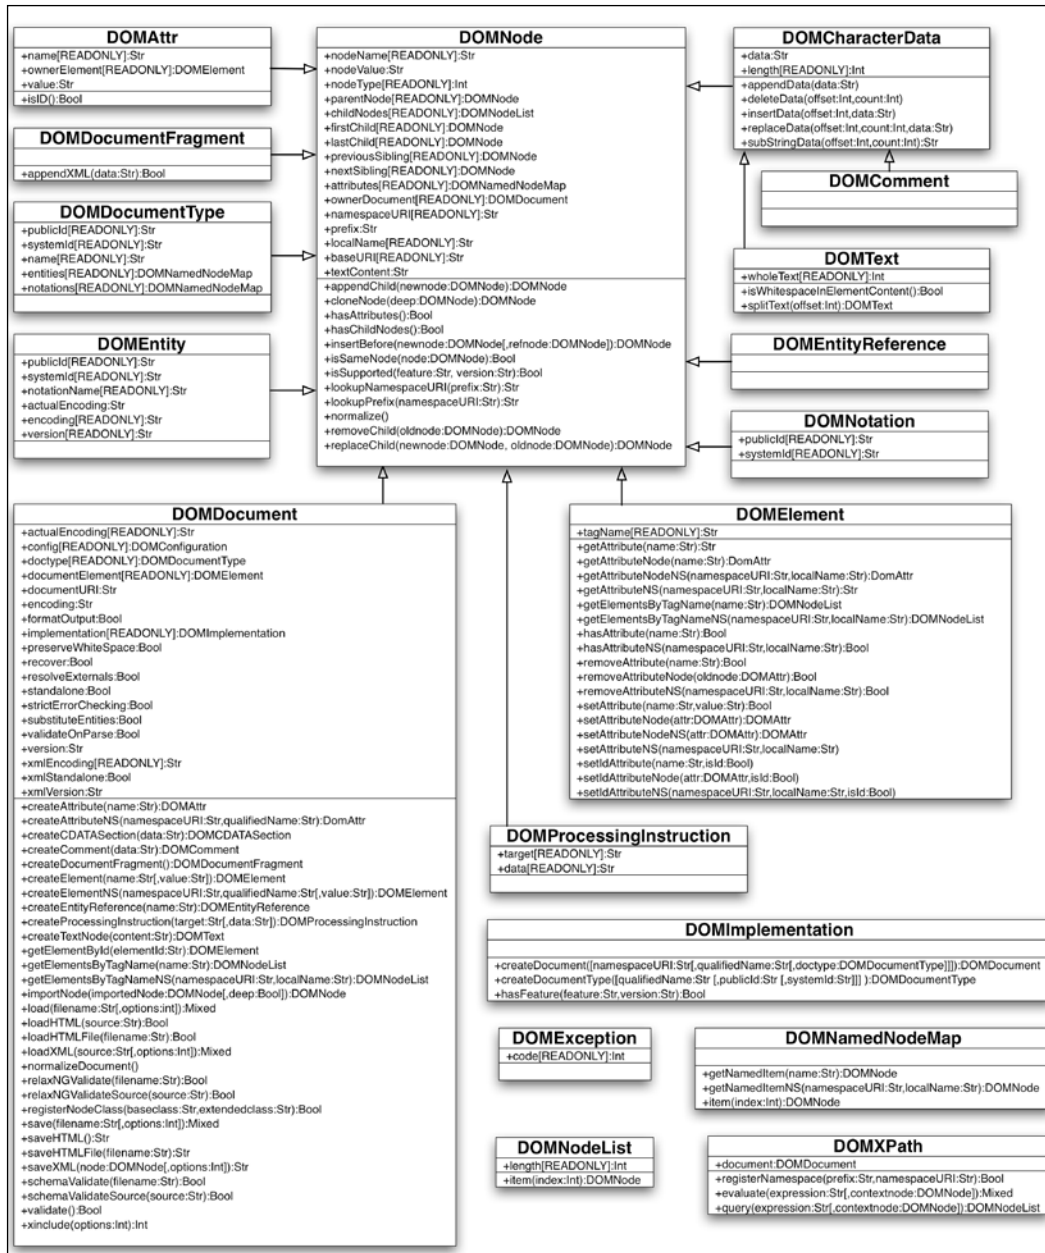 DOMAttr
+name[READONLY]:Str
+ownerElement[READONLY]:DOMElement
+value:Str
+isID():Bool
DOMDocumentFragment
+appendXML(data:Str):Bool
DOMDocumentType
+publicId[READONLY]:Str
+systemId[READONLY]:Str
+name[READONLY]:Str
+entities[READONLY]:DOMNamedNodeMap
+notations[READONLY]:DOMNamedNodeMap
DOMEntity
+publicId[READONLY]:Str
+systemId[READONLY]:Str
+notationName[READONLY]:Str
+actualEncoding:Str
+encoding[READONLY]:Str
+version[READONLY]:Str
DOMNode
+nodeName[READONLY]:Str
+nodeValue:Str
+nodeType[READONLY]:Int
+parentNode[READONLY]:DOMNode
+childNodes[READONLY]:DOMNodeList
+firstChild[READONLY]:DOMNode
+lastChild[READONLY]:DOMNode
+previousSibling[READONLY]:DOMNode
+nextSibling[READONLY]:DOMNode
+attributes[READONLY]:DOMNamedNodeMap
+ownerDocument[READONLY]:DOMDocument
+namespaceURI[READONLY]:Str
+prefix:Str
+localName[READONLY]:Str
+baseURI[READONLY]:Str
+textContent:Str
+appendChild(newnode:DOMNode):DOMNode
+cloneNode(deep:DOMNode):DOMNode
+hasAttributes():Bool
+hasChildNodes():Bool
+insertBefore(newnode:DOMNode[,refnode:DOMNode]):DOMNode
+isSameNode(node:DOMNode):Bool
+isSupported(feature:Str, version:Str):Bool
+lookupNamespaceURI(prefix:Str):Str
+lookupPrefix(namespaceURI:Str):Str
+normalize()
+removeChild(oldnode:DOMNode):DOMNode
+replaceChild(newnode:DOMNode, oldnode:DOMNode):DOMNode
DOMCharacterData
+data:Str
+length[READONLY]:Int
+appendData(data:Str)
+deleteData(offset:Int,count:Int)
+insertData(offset:Int,data:Str)
+replaceData(offset:Int,count:Int,data:Str)
+subStringData(offset:Int,count:Int):Str
DOMComment
DOMText
+wholeText[READONLY]:Int
+isWhitespaceInElementContent():Bool
+splitText(offset:Int):DOMText
DOMEntityReference
DOMNotation
+publicId[READONLY]:Str
+systemId[READONLY]:Str
DOMDocument
+actualEncoding[READONLY]:Str
+config[READONLY]:DOMConfiguration
+doctype[READONLY]:DOMDocumentType
+documentElement[READONLY]:DOMElement
+documentURI:Str
+encoding:Str
+formatOutput:Bool
+implementation[READONLY]:DOMImplementation
+preserveWhiteSpace:Bool
+recover:Bool
+resolveExternals:Bool
+standalone:Bool
+strictErrorChecking:Bool
+substituteEntities:Bool
+validateOnParse:Bool
+version:Str
+xmlEncoding[READONLY]:Str
+xmlStandalone:Bool
+xmlVersion:Str
+createAttribute(name:Str):DOMAttr
+createAttributeNS(namespaceURI:Str,qualifiedName:Str):DomAttr
+createCDATASection(data:Str):DOMCDATASection
+createComment(data:Str):DOMComment
+createDocumentFragment():DOMDocumentFragment
+createElement(name:Str[,value:Str]):DOMElement
+createElementNS(namespaceURI:Str,qualifiedName:Str[,value:Str]):DOMElement
+createEntityReference(name:Str):DOMEntityReference
+createProcessingInstruction(target:Str[,data:Str]):DOMProcessingInstruction
+createTextNode(content:Str):DOMText
+getElementById(elementId:Str):DOMElement
+getElementsByTagName(name:Str):DOMNodeList
+getElementsByTagNameNS(namespaceURI:Str,localName:Str):DOMNodeList
+importNode(importedNode:DOMNode[,deep:Bool]):DOMNode
+load(filename:Str[,options:int]):Mixed
+loadHTML(source:Str):Bool
+loadHTMLFile(filename:Str):Bool
+loadXML(source:Str[,options:Int]):Mixed
+normalizeDocument()
+relaxNGValidate(filename:Str):Bool
+relaxNGValidateSource(source:Str):Bool
+registerNodeClass(baseclass:Str,extendedclass:Str):Bool
+save(filename:Str[,options:Int]):Mixed
+saveHTML():Str
+saveHTMLFile(filename:Str):Str
+saveXML(node:DOMNode[,options:Int]):Str
+schemaValidate(filename:Str):Bool
+schemaValidateSource(source:Str):Bool
+validate():Bool
+xinclude(options:Int):Int
DOMElement
+tagName[READONLY]:Str
+getAttribute(name:Str):Str
+getAttributeNode(name:Str):DomAttr
+getAttributeNodeNS(namespaceURI:Str,localName:Str):DomAttr
+getAttributeNS(namespaceURI:Str,localName:Str):Str
+getElementsByTagName(name:Str):DOMNodeList
+getElementsByTagNameNS(namespaceURI:Str,localName:Str):DOMNodeList
+hasAttribute(name:Str):Bool
+hasAttributeNS(namespaceURI:Str,localName:Str):Bool
+removeAttribute(name:Str):Bool
+removeAttributeNode(oldnode:DOMAttr):Bool
+removeAttributeNS(namespaceURI:Str,localName:Str):Bool
+setAttribute(name:Str,value:Str):Bool
+setAttributeNode(attr:DOMAttr):DOMAttr
+setAttributeNodeNS(attr:DOMAttr):DOMAttr
+setAttributeNS(namespaceURI:Str,localName:Str)
+setIdAttribute(name:Str,isId:Bool)
+setIdAttributeNode(attr:DOMAttr,isId:Bool)
+setIdAttributeNS(namespaceURI:Str,localName:Str,isId:Bool)
DOMProcessingInstruction
+target[READONLY]:Str
+data[READONLY]:Str
DOMImplementation
+createDocument([namespaceURI:Str[,qualifiedName:Str[,doctype:DOMDocumentType]]]):DOMDocument
+createDocumentType([qualifiedName:Str [,publicId:Str [,systemId:Str]]] ):DOMDocumentType
+hasFeature(feature:Str,version:Str):Bool
DOMException
+code[READONLY]:Int
DOMNamedNodeMap
+getNamedItem(name:Str):DOMNode
+getNamedItemNS(namespaceURI:Str,localName:Str):DOMNode
+item(index:Int):DOMNode
DOMNodeList
+length[READONLY]:Int
+item(index:Int):DOMNode
DOMXPath
+document:DOMDocument
+registerNamespace(prefix:Str,namespaceURI:Str):Bool
+evaluate(expression:Str[,contextnode:DOMNode]):Mixed
+query(expression:Str[,contextnode:DOMNode]):DOMNodeList